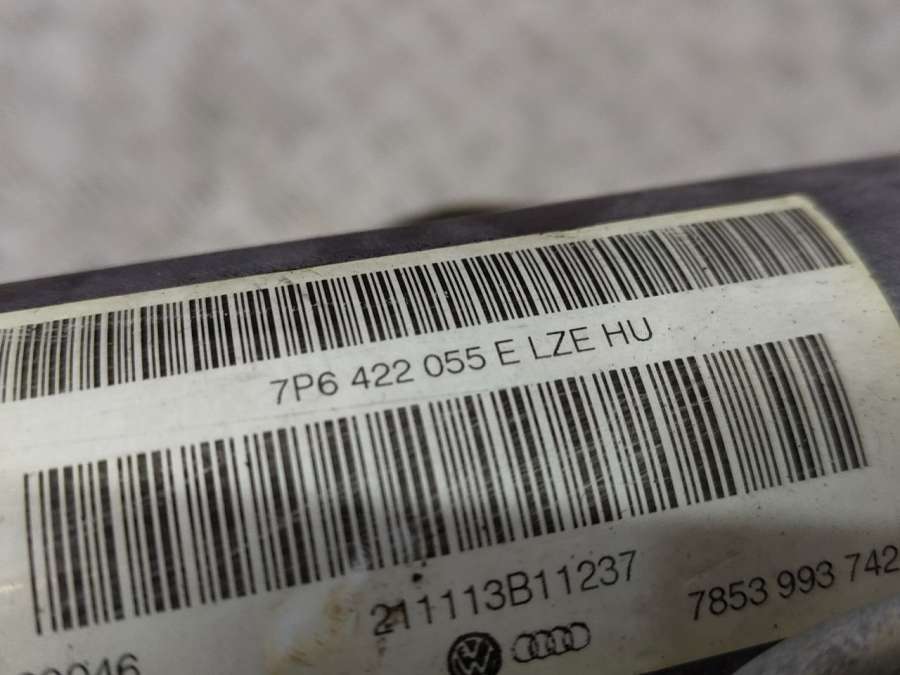 7P6 422 055 E LZE HU
211113B11237
7853 993 742